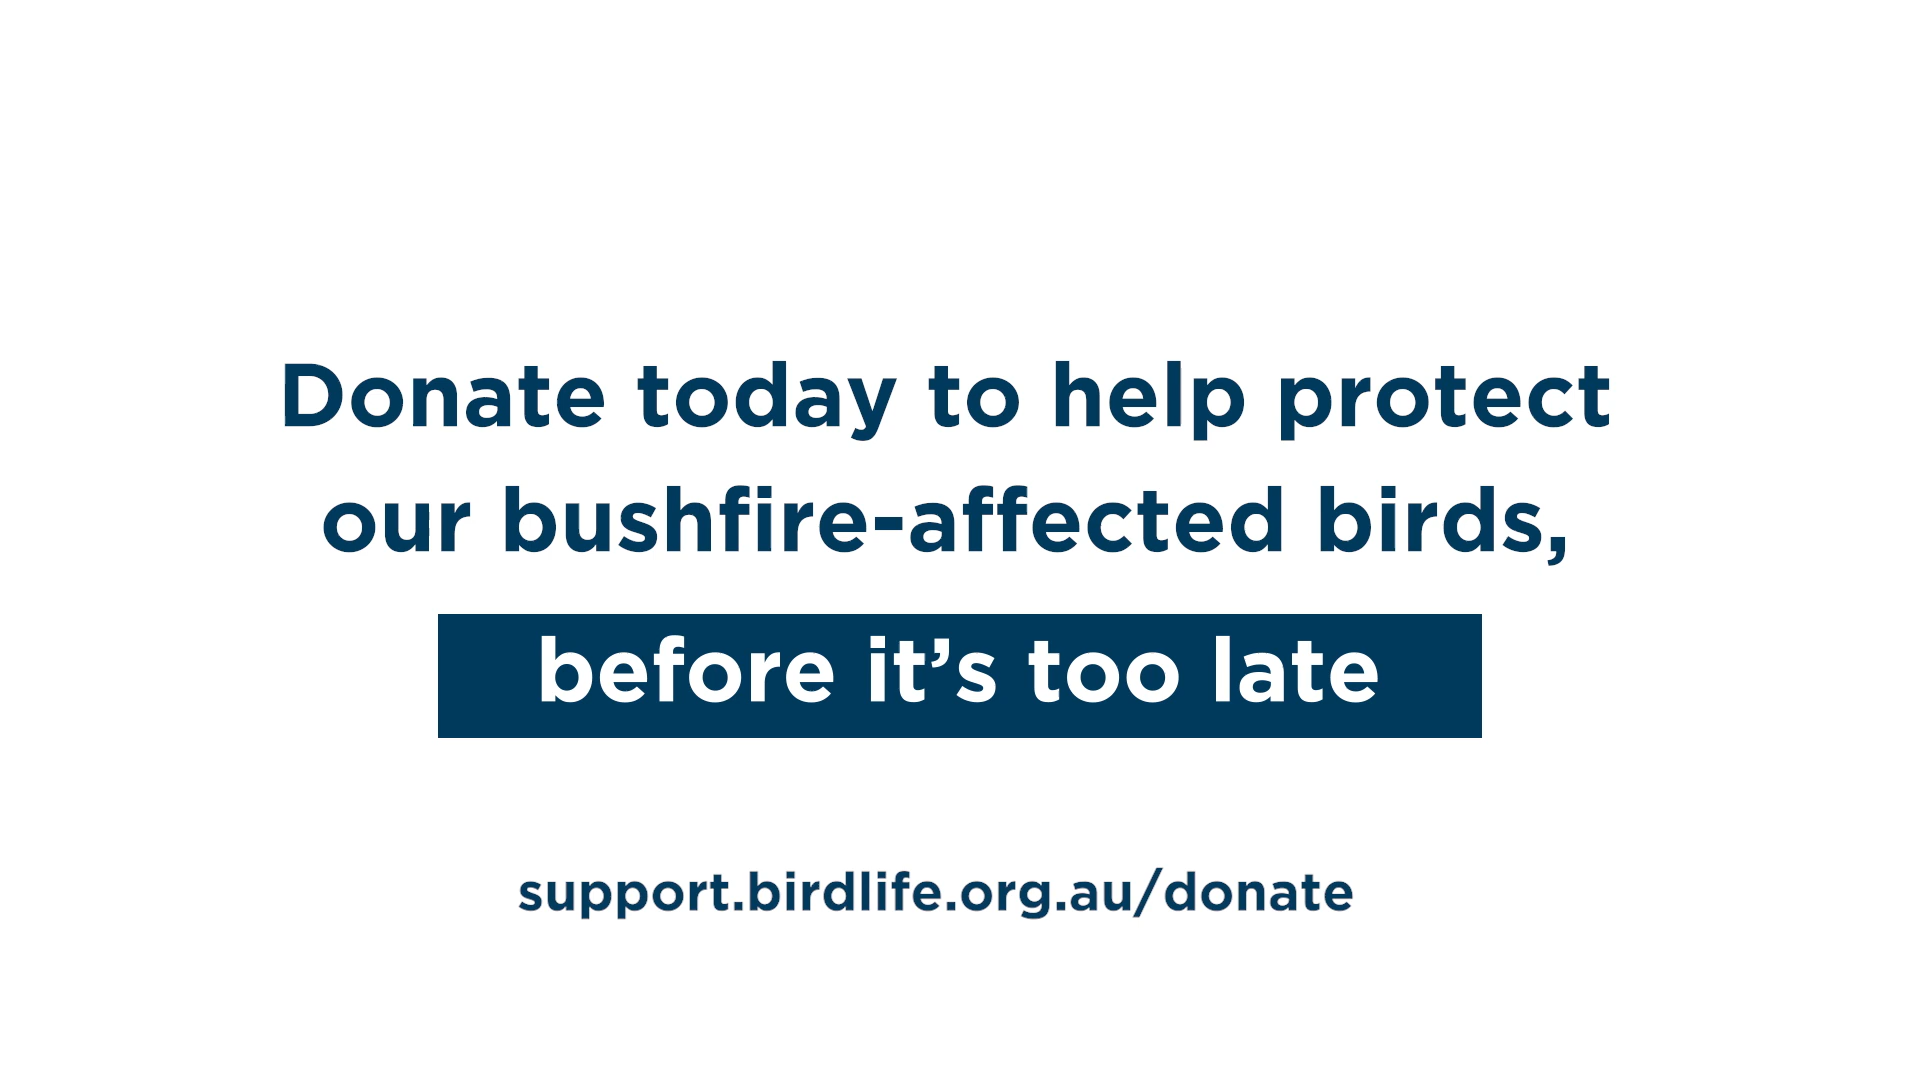 Donate today to help protect
our bushfire-affected birds,
before it’s too late
support.birdlife.org.au/donate